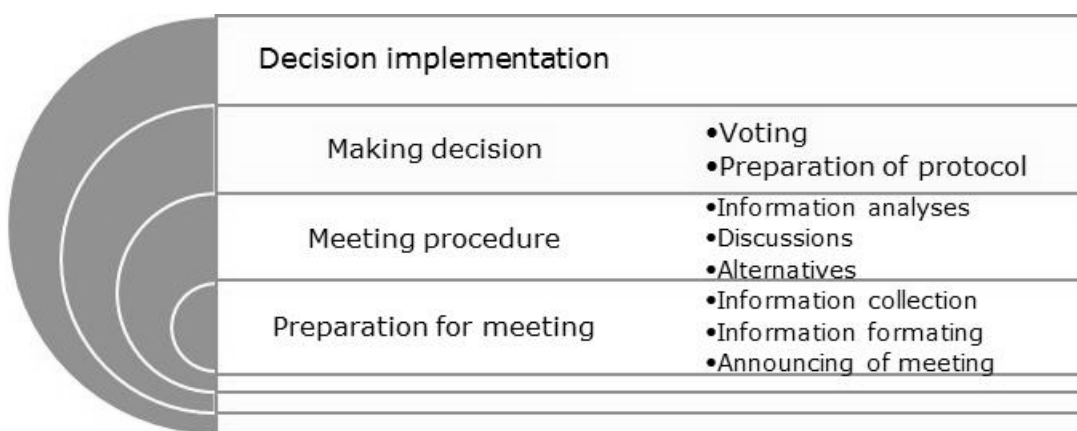 Decision implementation
Making decision
•Voting
•Preparation of protocol
Meeting procedure
•Information analyses
•Discussions
•Alternatives
Preparation for meeting
•Information collection
•Information formating
•Announcing of meeting